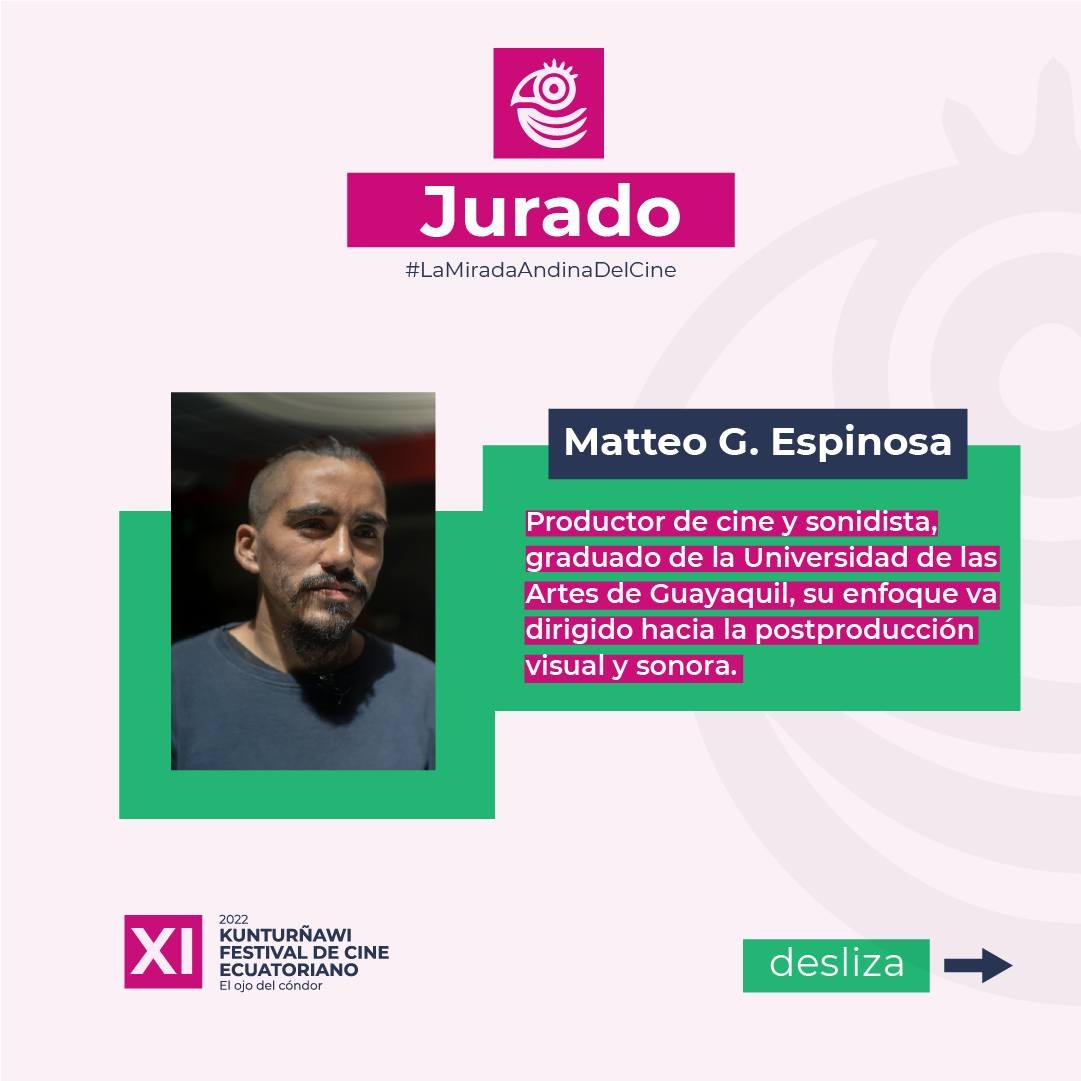 Jurado
#LaMiradaAndinaDelCine
Matteo G. Espinosa
Productor de cine y sonidista,
graduado de la Universidad de las
Artes de Guayaquil, su enfoque va
dirigido hacia la postproducción
visual y sonora.
XI
2022
KUNTURÑAWI
FESTIVAL DE CINE
ECUATORIANO
El ojo del cóndor
desliza